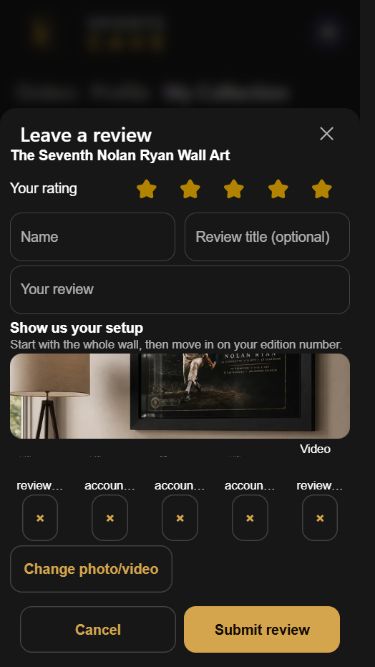 Leave a review
The Seventh Nolan Ryan Wall Art
Your rating
Name
Review title (optional)
Your review
Show us your setup
Start with the whole wall, then move in on your edition number.
NOLAN RYAN
Video
review...
accoun...
accoun...
accoun...
review...
×
×
×
×
×
Change photo/video
Cancel
Submit review